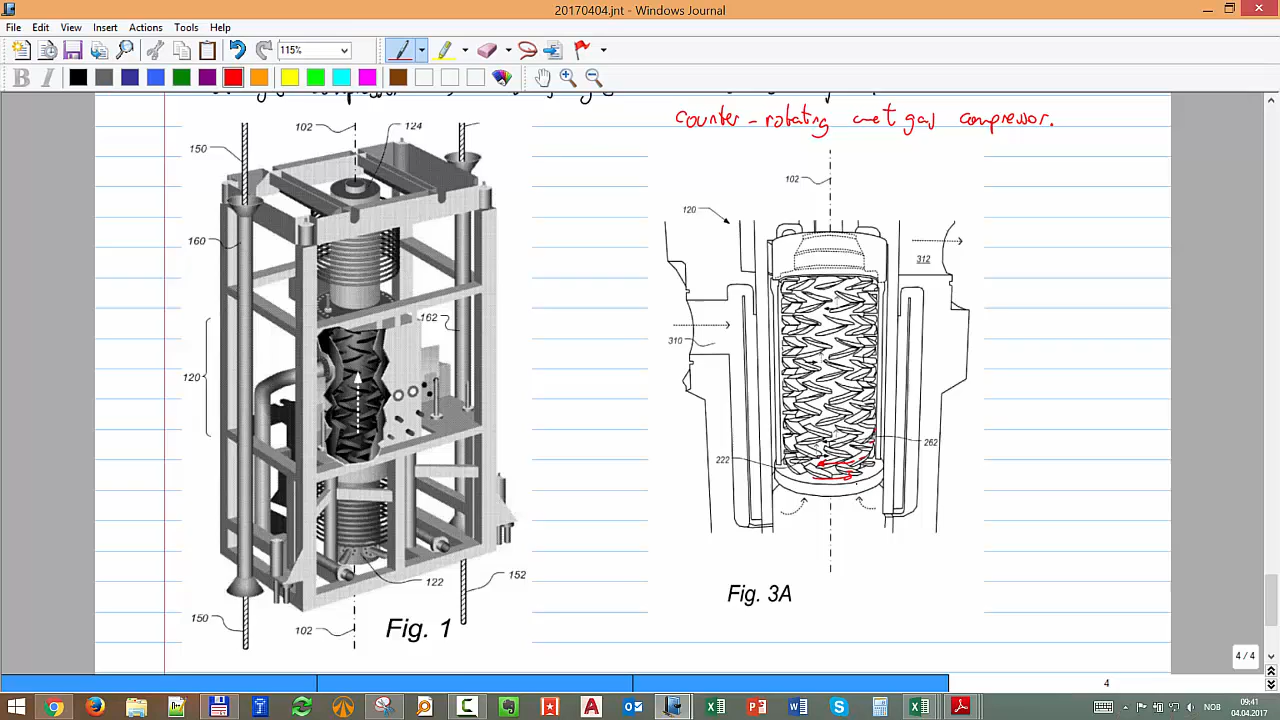 20170404.jnt - Windows Journal
File Edit View Insert Actions Tools Help
115%
B I
counter-rotating wet gas compressor.
102
124
150
160
162
120
122
152
150
102
Fig. 1
102
120
312
310
262
222
Fig. 3A
4 / 4
4
NOB
09:41
04.04.2017